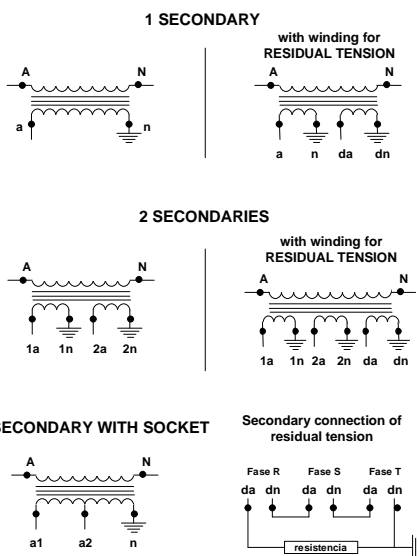 1 SECONDARY
with winding for
RESIDUAL TENSION
A N
a n
A N
a n da dn
2 SECONDARIES
with winding for
RESIDUAL TENSION
A N
1a 1n 2a 2n
A N
1a 1n 2a 2n da dn
SECONDARY WITH SOCKET
A N
a1 a2 n
Secondary connection of
residual tension
Fase R Fase S Fase T
da dn da dn da dn
resistencia